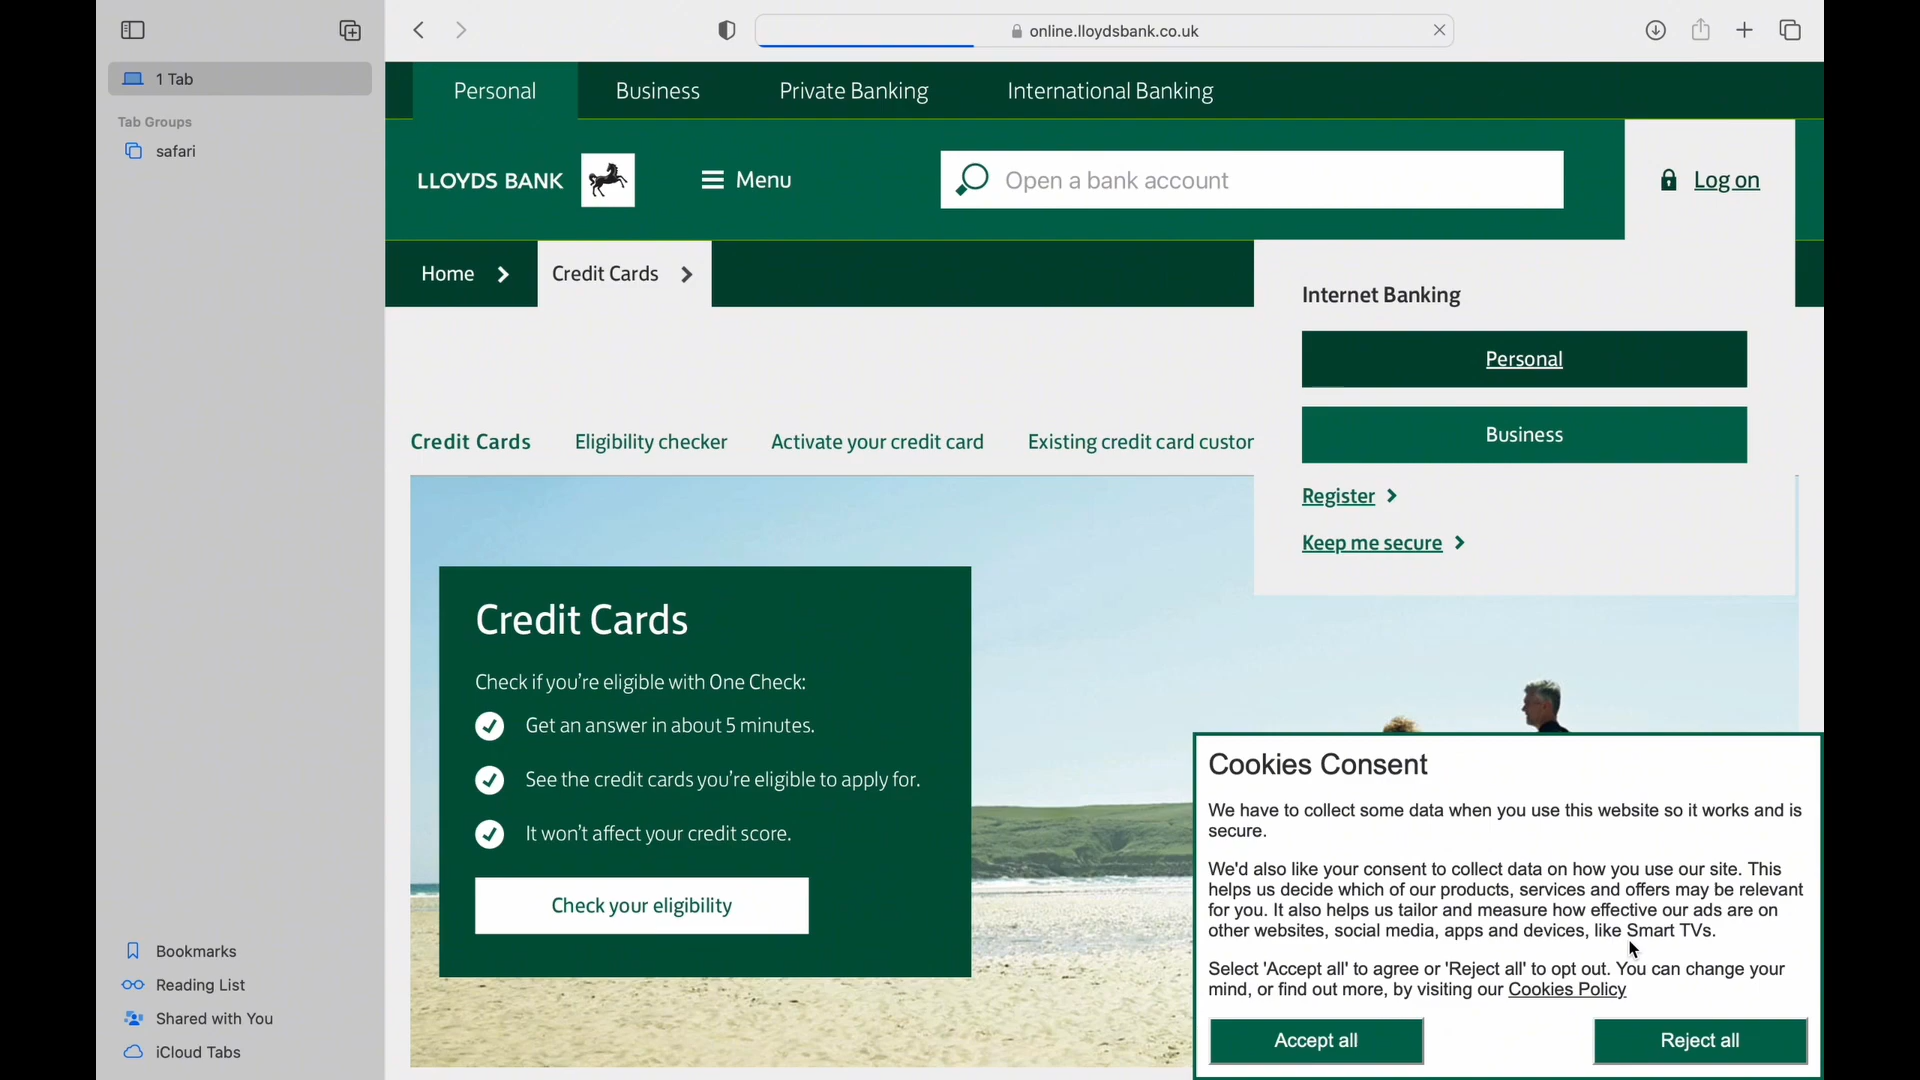 1 Tab
Tab Groups
safari
Bookmarks
Reading List
Shared with You
iCloud Tabs
online.lloydsbank.co.uk
Personal
Business
Private Banking
International Banking
LLOYDS BANK
Menu
Open a bank account
Log on
Home
Credit Cards
Internet Banking
Personal
Business
Register
Keep me secure
Credit Cards
Eligibility checker
Activate your credit card
Existing credit card custor
Credit Cards
Check if you're eligible with One Check:
Get an answer in about 5 minutes.
See the credit cards you're eligible to apply for.
It won't affect your credit score.
Check your eligibility
Cookies Consent
We have to collect some data when you use this website so it works and is
secure.
We'd also like your consent to collect data on how you use our site. This
helps us decide which of our products, services and offers may be relevant
for you. It also helps us tailor and measure how effective our ads are on
other websites, social media, apps and devices, like Smart TVs.
Select 'Accept all' to agree or 'Reject all' to opt out. You can change your
mind, or find out more, by visiting our Cookies Policy
Accept all
Reject all